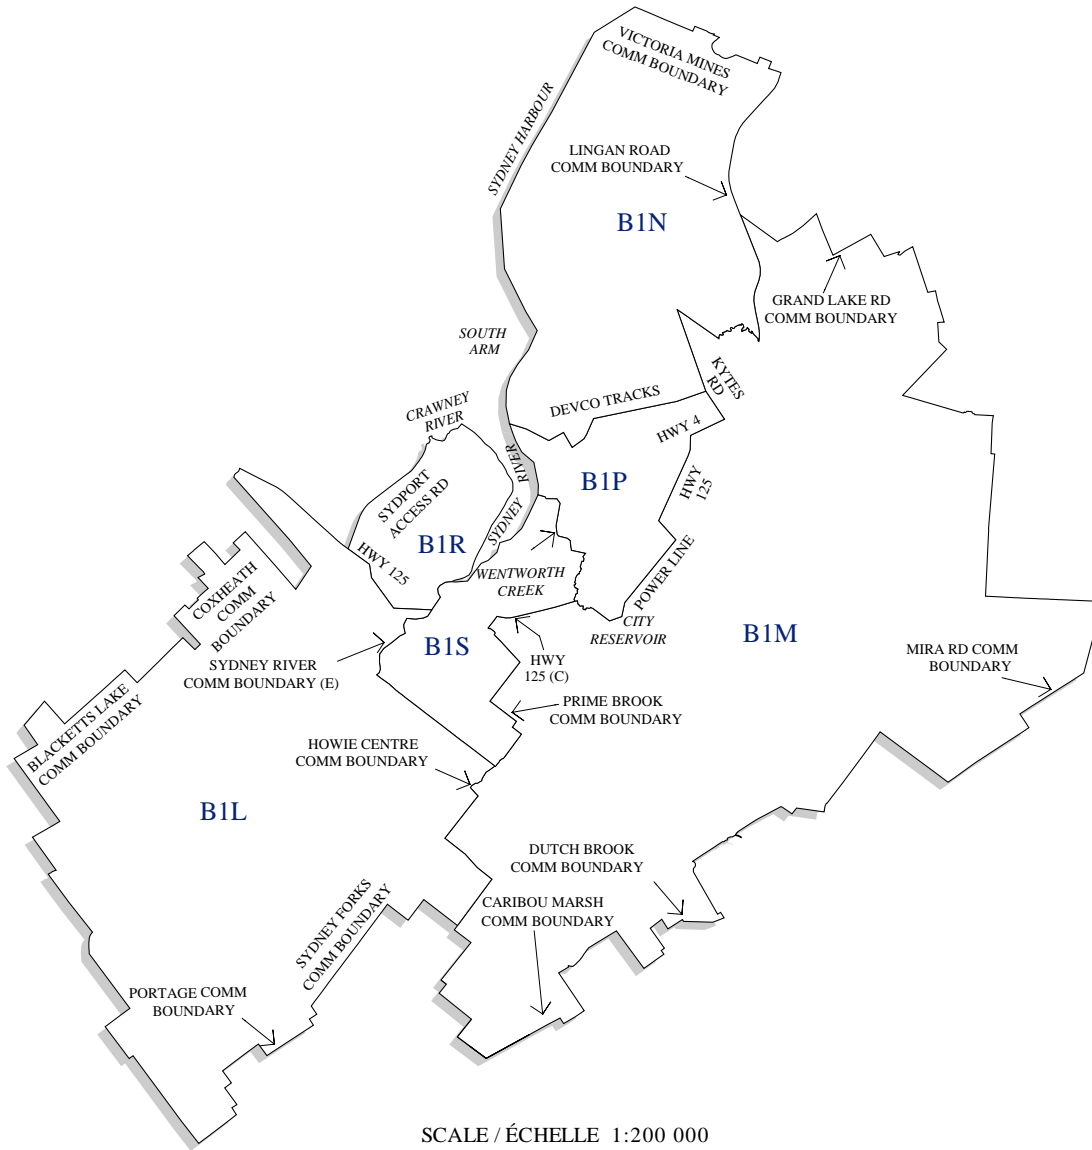 VICTORIA MINES
COMM BOUNDARY
SYDNEY HARBOUR
LINGAN ROAD
COMM BOUNDARY
B1N
GRAND LAKE RD
COMM BOUNDARY
SOUTH
ARM
KYTES
RD
DEVCO TRACKS
CRAWNEY
RIVER
HWY 4
SYDNEY RIVER
B1P
HWY
125
SYDPORT
ACCESS RD
B1R
HWY 125
WENTWORTH
CREEK
POWER LINE
COXHEATH
COMM
BOUNDARY
CITY
RESERVOIR
B1M
B1S
MIRA RD COMM
BOUNDARY
SYDNEY RIVER
COMM BOUNDARY (E)
HWY
125 (C)
PRIME BROOK
COMM BOUNDARY
BLACKETTS LAKE
COMM BOUNDARY
HOWIE CENTRE
COMM BOUNDARY
B1L
DUTCH BROOK
COMM BOUNDARY
CARIBOU MARSH
COMM BOUNDARY
SYDNEY FORKS
COMM BOUNDARY
PORTAGE COMM
BOUNDARY
SCALE / ÉCHELLE 1:200 000